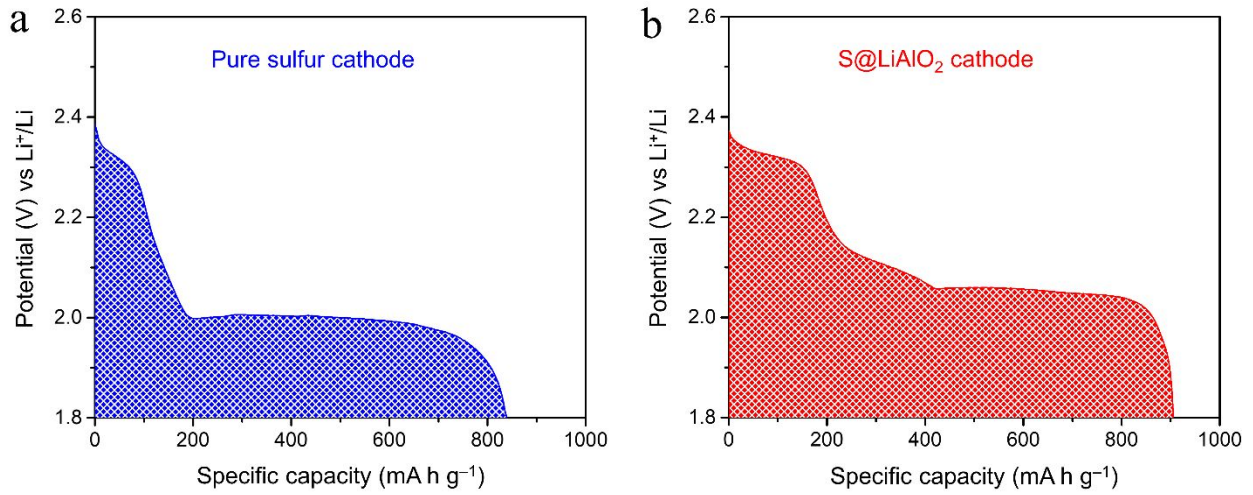 a
Pure sulfur cathode
2.6
2.4
2.2
2.0
1.8
Potential (V) vs Li⁺/Li
0 200 400 600 800 1000
Specific capacity (mA h g⁻¹)
b
S@LiAlO₂ cathode
2.6
2.4
2.2
2.0
1.8
Potential (V) vs Li⁺/Li
0 200 400 600 800 1000
Specific capacity (mA h g⁻¹)